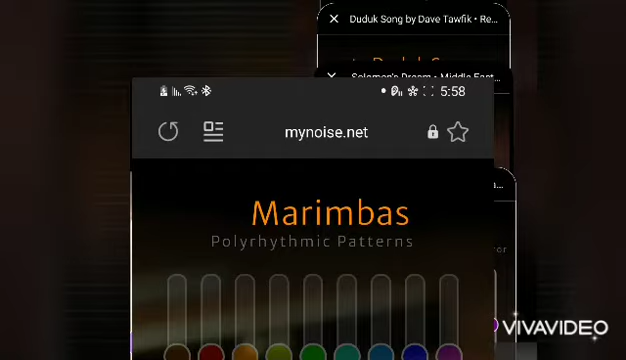 Duduk Song by Dave Tawfik • Re...
Solomon's Dream • Middle East
5:58
mynoise.net
Marimbas
Polyrhythmic Patterns
VIVAVIDEO